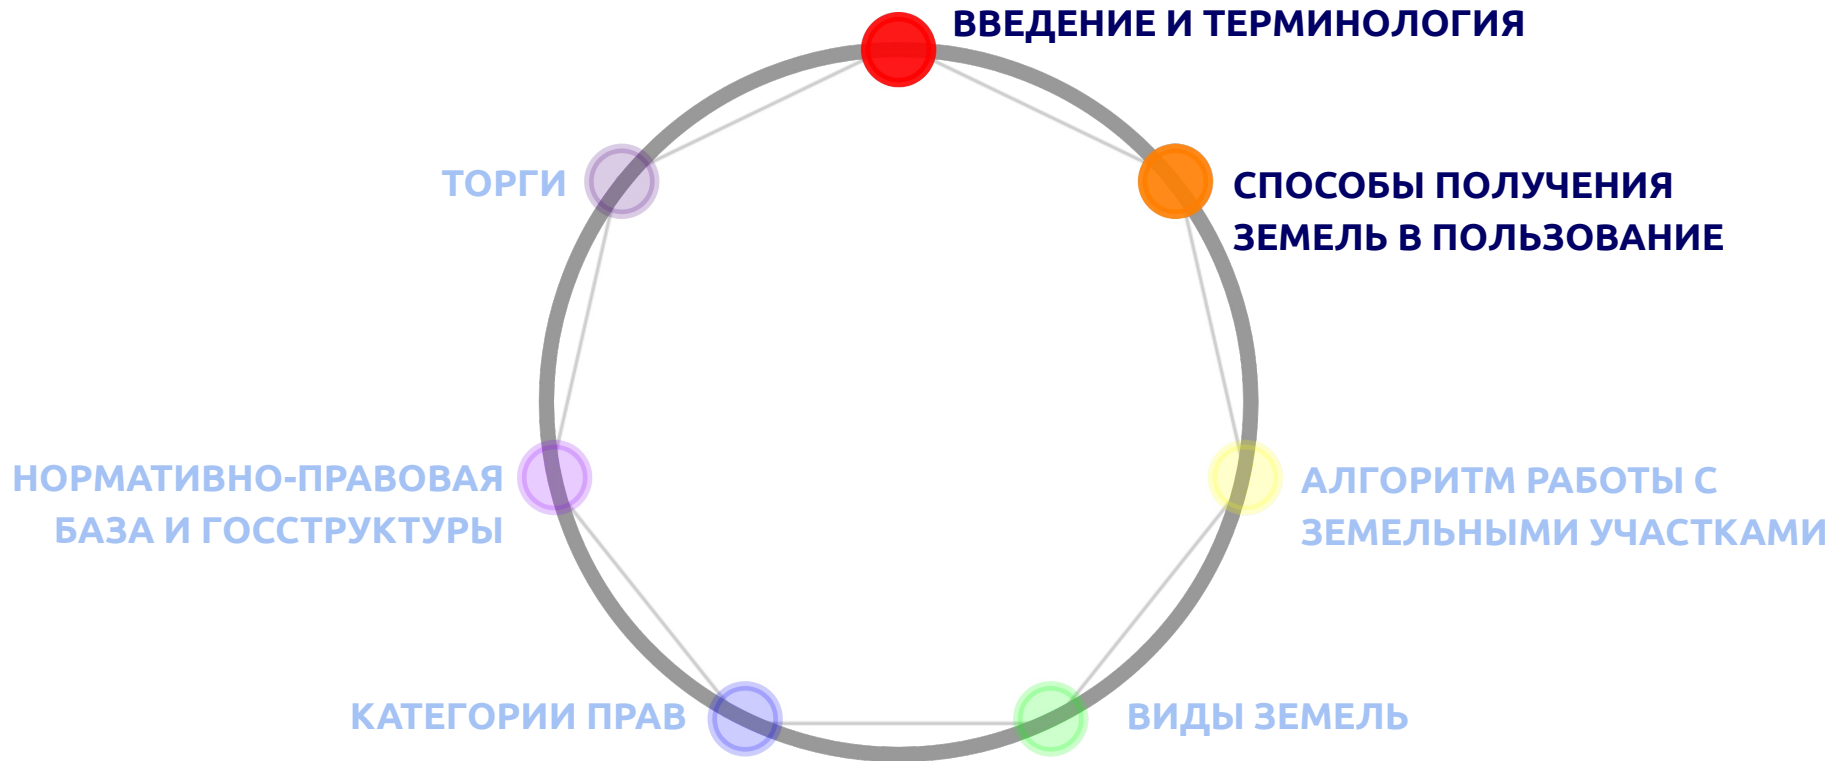 ВВЕДЕНИЕ И ТЕРМИНОЛОГИЯ
ТОРГИ
СПОСОБЫ ПОЛУЧЕНИЯ
ЗЕМЕЛЬ В ПОЛЬЗОВАНИЕ
НОРМАТИВНО-ПРАВОВАЯ
БАЗА И ГОССТРУКТУРЫ
АЛГОРИТМ РАБОТЫ С
ЗЕМЕЛЬНЫМИ УЧАСТКАМИ
КАТЕГОРИИ ПРАВ
ВИДЫ ЗЕМЕЛЬ